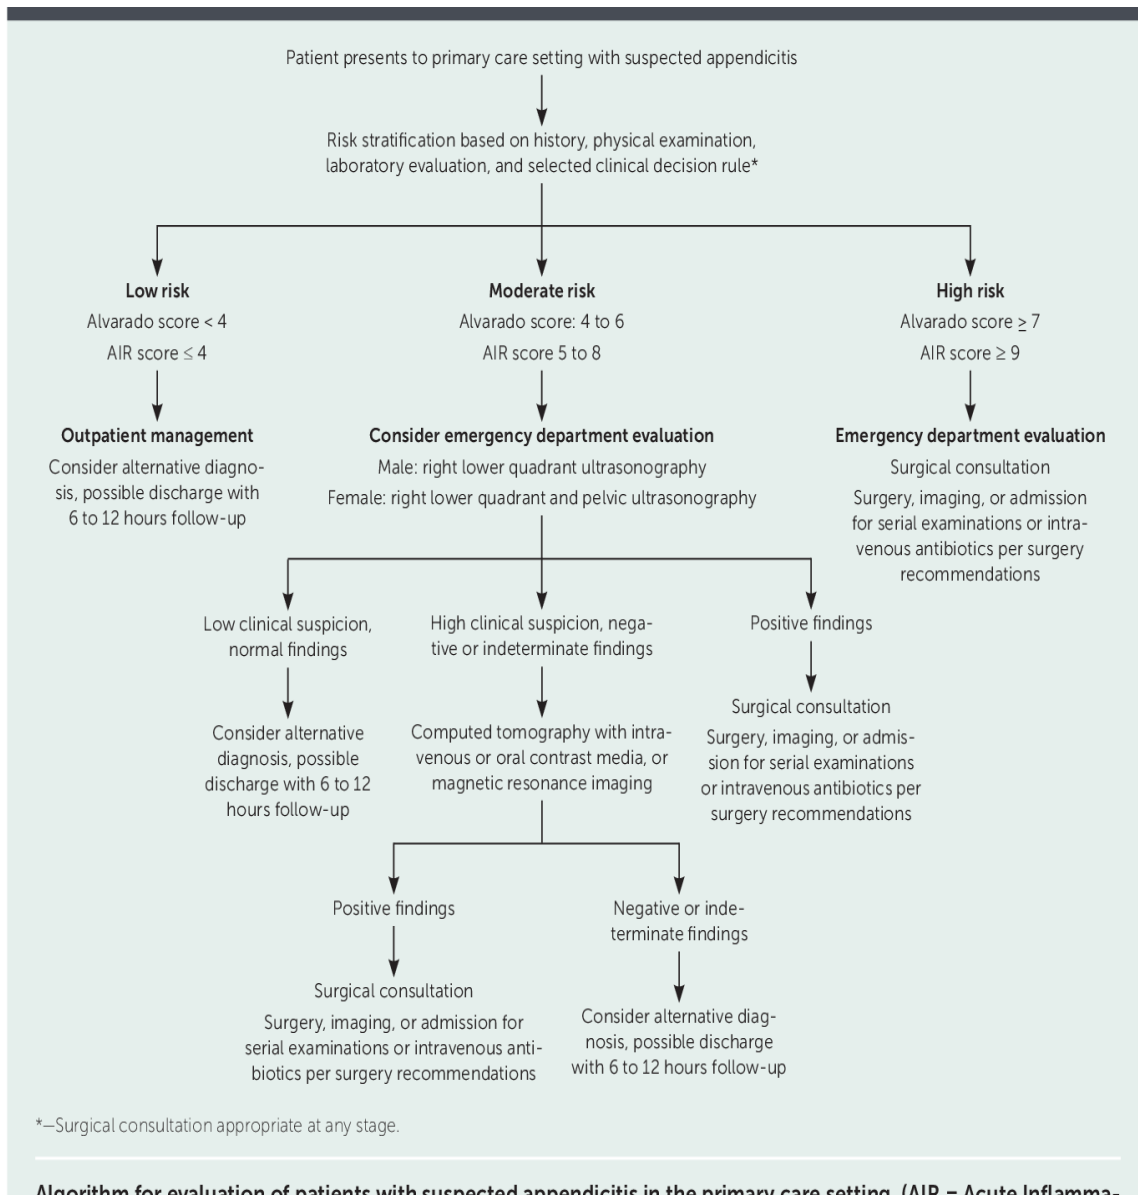 Patient presents to primary care setting with suspected appendicitis
Risk stratification based on history, physical examination,
laboratory evaluation, and selected clinical decision rule*
Low risk
Alvarado score < 4
AIR score ≤ 4
Moderate risk
Alvarado score: 4 to 6
AIR score 5 to 8
High risk
Alvarado score ≥ 7
AIR score ≥ 9
Outpatient management
Consider alternative diagno-
sis, possible discharge with
6 to 12 hours follow-up
Consider emergency department evaluation
Male: right lower quadrant ultrasonography
Female: right lower quadrant and pelvic ultrasonography
Emergency department evaluation
Surgical consultation
Surgery, imaging, or admission
for serial examinations or intra-
venous antibiotics per surgery
recommendations
Low clinical suspicion,
normal findings
High clinical suspicion, nega-
tive or indeterminate findings
Positive findings
Consider alternative
diagnosis, possible
discharge with 6 to 12
hours follow-up
Computed tomography with intra-
venous or oral contrast media, or
magnetic resonance imaging
Surgical consultation
Surgery, imaging, or admis-
sion for serial examinations
or intravenous antibiotics per
surgery recommendations
Positive findings
Negative or inde-
terminate findings
Surgical consultation
Surgery, imaging, or admission for
serial examinations or intravenous anti-
biotics per surgery recommendations
Consider alternative diag-
nosis, possible discharge
with 6 to 12 hours follow-up
*—Surgical consultation appropriate at any stage.
Algorithm for evaluation of patients with suspected appendicitis in the primary care setting. (AIR = Acute Inflamma-